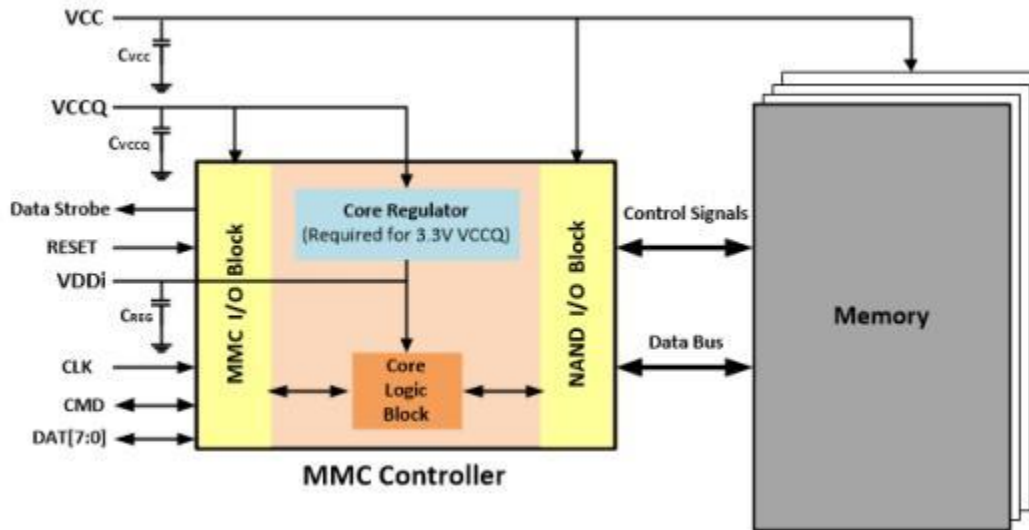 VCC
Cvcc
VCCQ
CVCCQ
Data Strobe
RESET
VDDi
CREG
CLK
CMD
DAT[7:0]
MMC I/O Block
Core Regulator
(Required for 3.3V VCCQ)
Core
Logic
Block
NAND I/O Block
Control Signals
Data Bus
Memory
MMC Controller